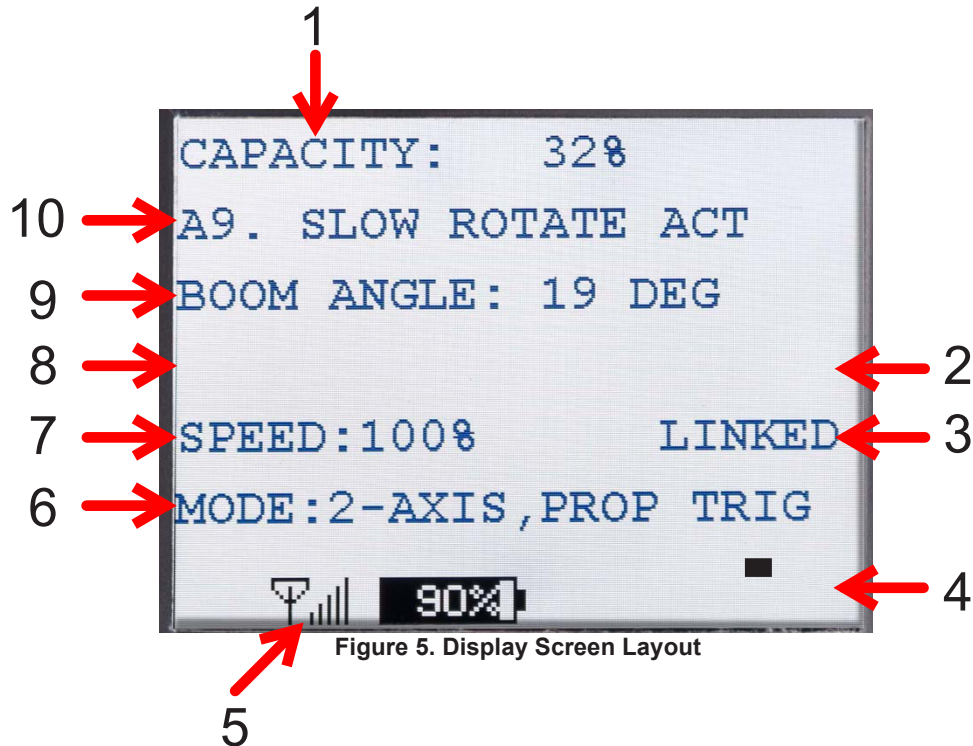 1
CAPACITY: 32%
10 A9. SLOW ROTATE ACT
9 BOOM ANGLE: 19 DEG
8 2
7 SPEED:100% LINKED 3
6 MODE:2-AXIS,PROP TRIG
90% 4
Figure 5. Display Screen Layout
5